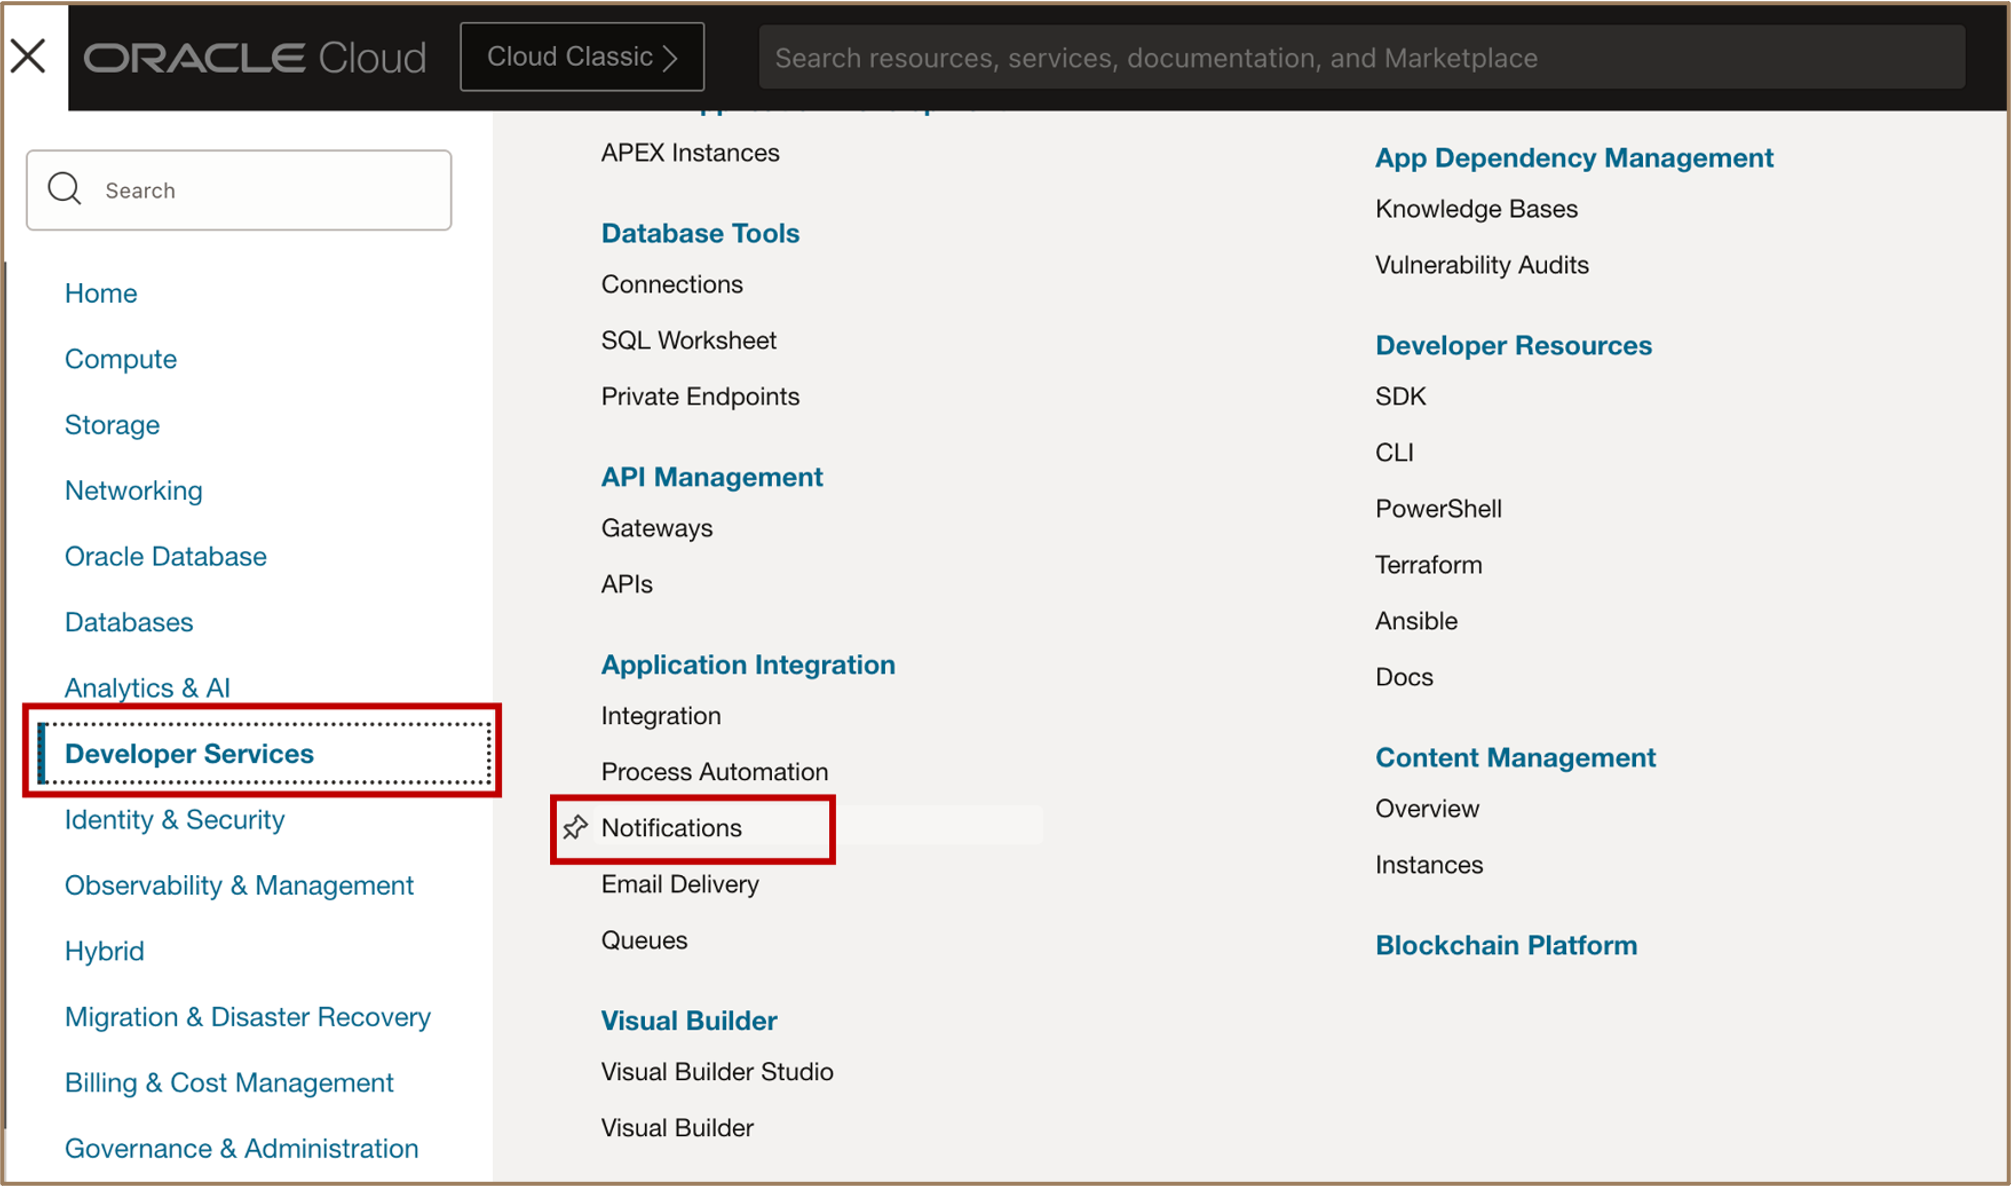 ORACLE Cloud
Cloud Classic
Search resources, services, documentation, and Marketplace
Search
Home
Compute
Storage
Networking
Oracle Database
Databases
Analytics & AI
Developer Services
Identity & Security
Observability & Management
Hybrid
Migration & Disaster Recovery
Billing & Cost Management
Governance & Administration
APEX Instances
Database Tools
Connections
SQL Worksheet
Private Endpoints
API Management
Gateways
APIs
Application Integration
Integration
Process Automation
Notifications
Email Delivery
Queues
Visual Builder
Visual Builder Studio
Visual Builder
App Dependency Management
Knowledge Bases
Vulnerability Audits
Developer Resources
SDK
CLI
PowerShell
Terraform
Ansible
Docs
Content Management
Overview
Instances
Blockchain Platform